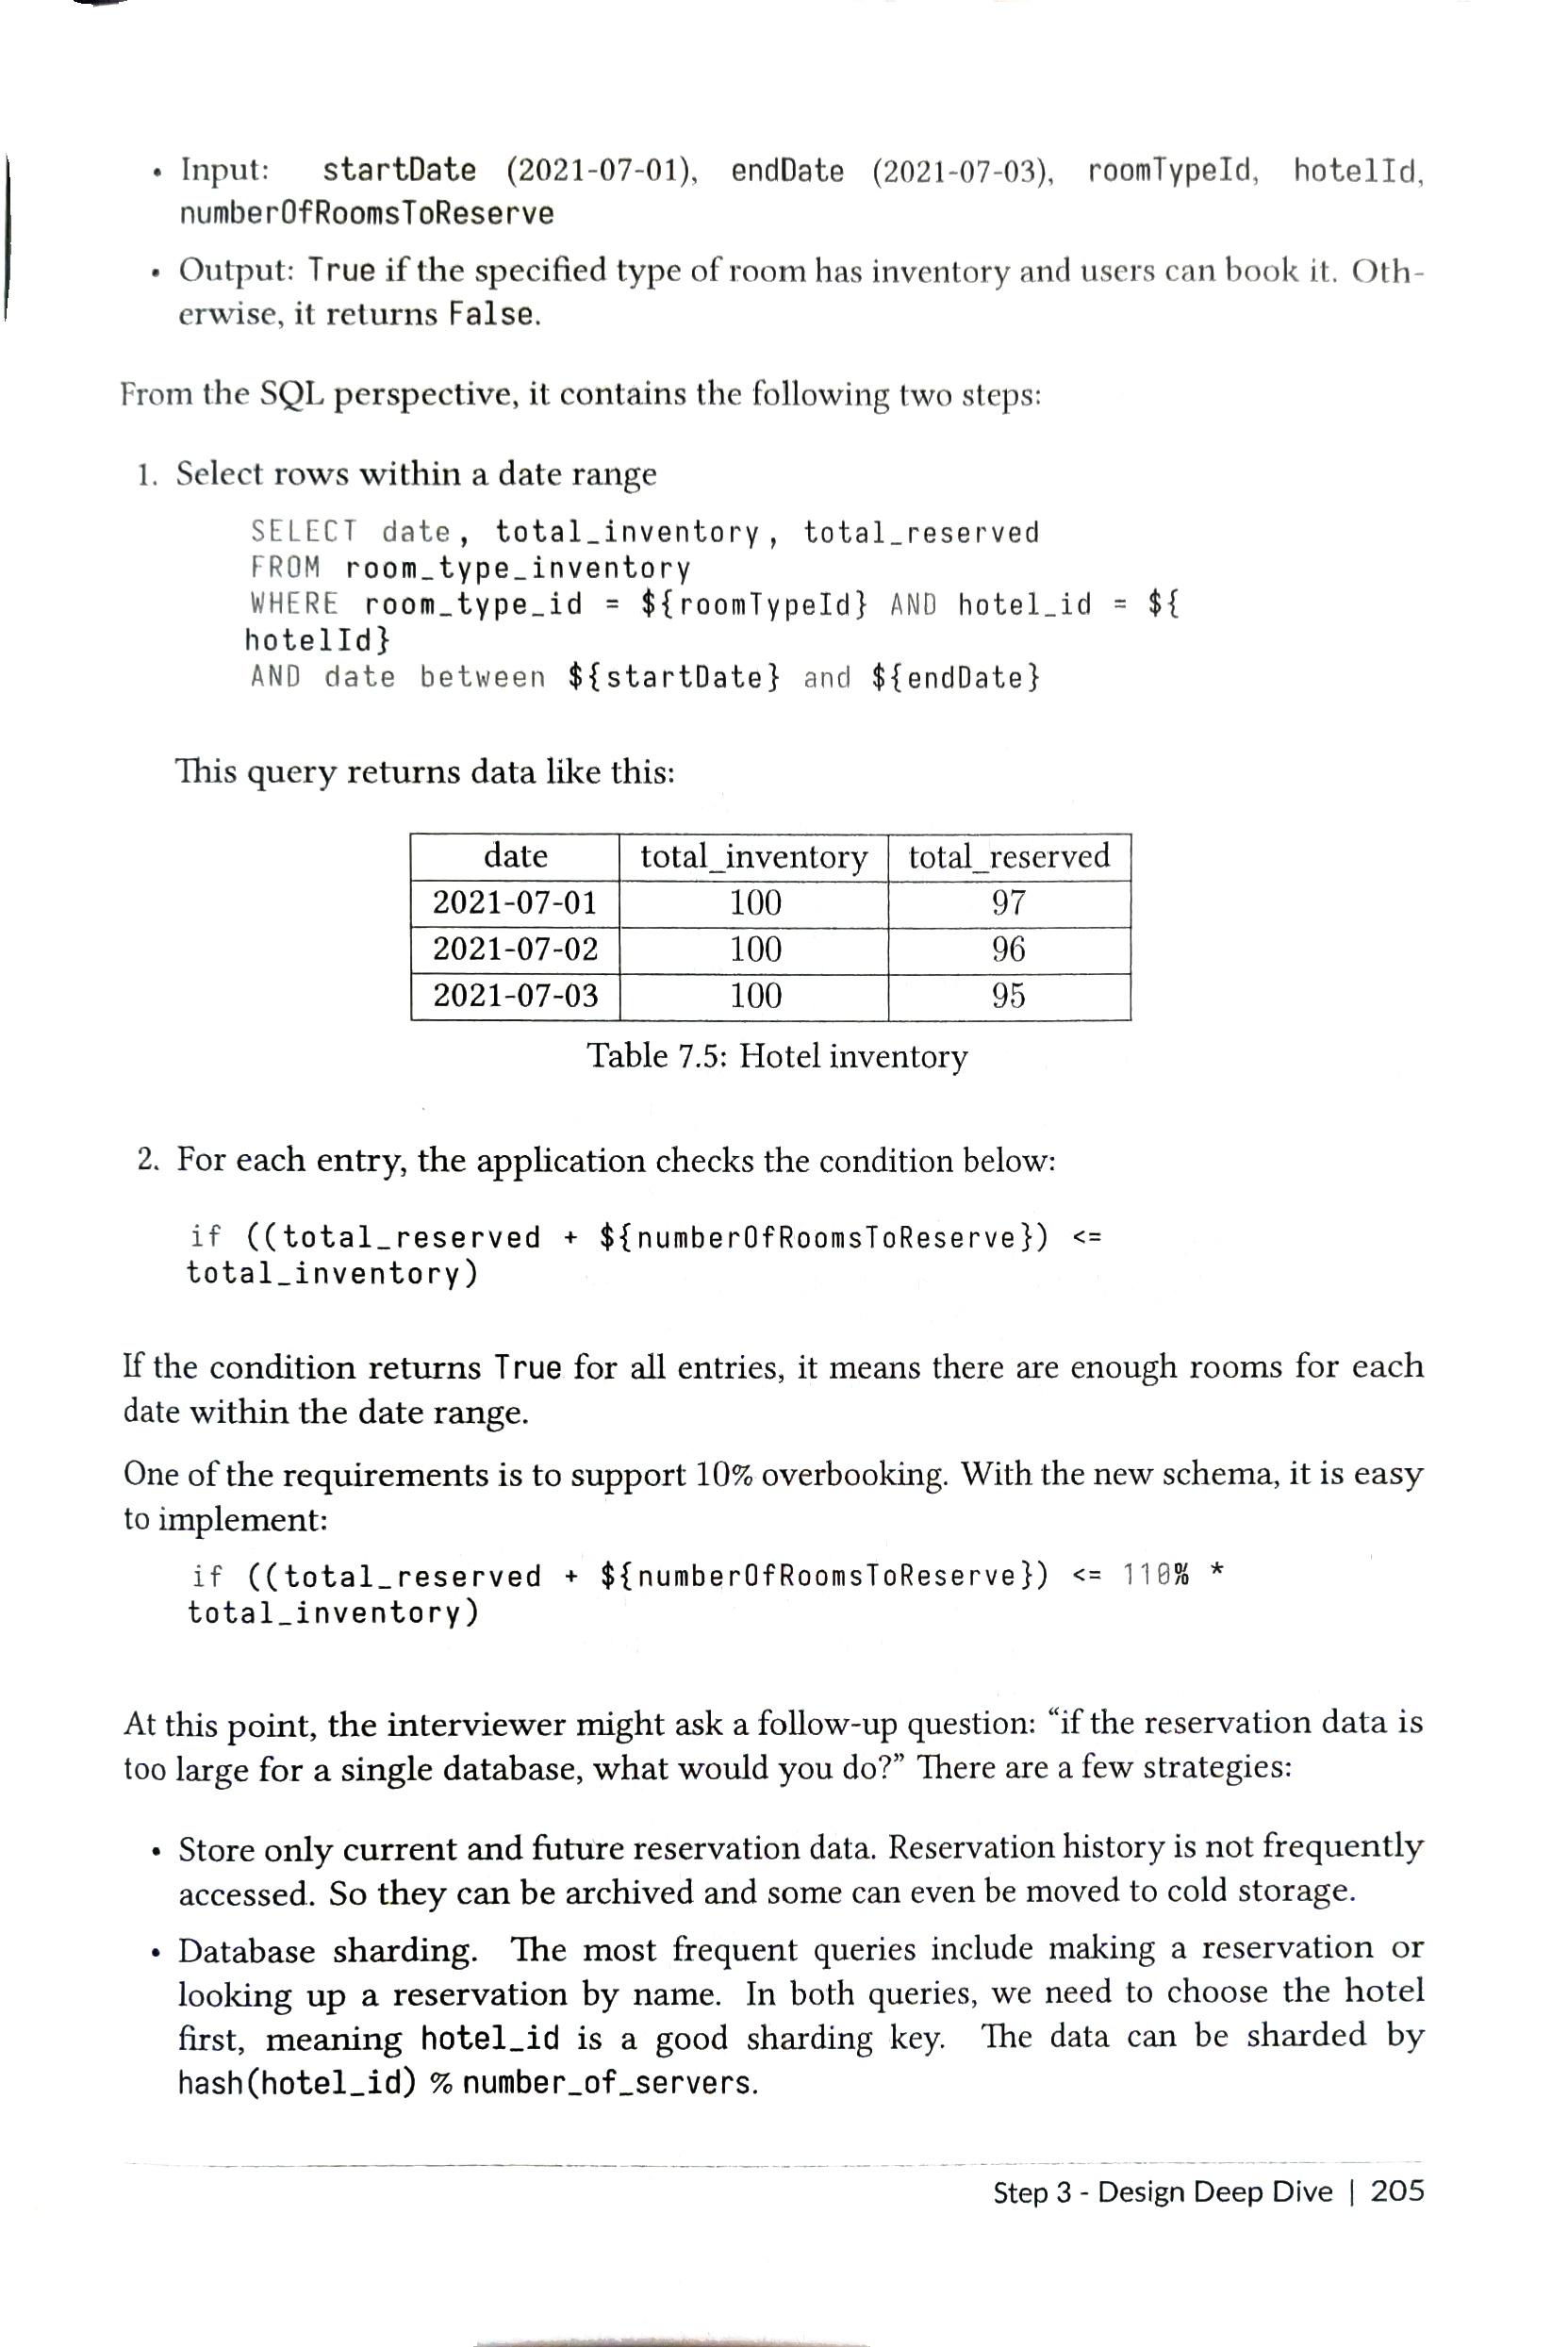 • Input: startDate (2021-07-01), endDate (2021-07-03), roomTypeId, hotelId,
numberOfRoomsToReserve
• Output: True if the specified type of room has inventory and users can book it. Oth-
erwise, it returns False.
From the SQL perspective, it contains the following two steps:
1. Select rows within a date range
SELECT date, total_inventory, total_reserved
FROM room_type_inventory
WHERE room_type_id = ${roomTypeId} AND hotel_id = ${
hotelId}
AND date between ${startDate} and ${endDate}
This query returns data like this:
date total_inventory total_reserved
2021-07-01 100 97
2021-07-02 100 96
2021-07-03 100 95
Table 7.5: Hotel inventory
2. For each entry, the application checks the condition below:
if ((total_reserved + ${numberOfRoomsToReserve}) <=
total_inventory)
If the condition returns True for all entries, it means there are enough rooms for each
date within the date range.
One of the requirements is to support 10% overbooking. With the new schema, it is easy
to implement:
if ((total_reserved + ${numberOfRoomsToReserve}) <= 110% *
total_inventory)
At this point, the interviewer might ask a follow-up question: “if the reservation data is
too large for a single database, what would you do?” There are a few strategies:
• Store only current and future reservation data. Reservation history is not frequently
accessed. So they can be archived and some can even be moved to cold storage.
• Database sharding. The most frequent queries include making a reservation or
looking up a reservation by name. In both queries, we need to choose the hotel
first, meaning hotel_id is a good sharding key. The data can be sharded by
hash(hotel_id) % number_of_servers.
Step 3 - Design Deep Dive | 205